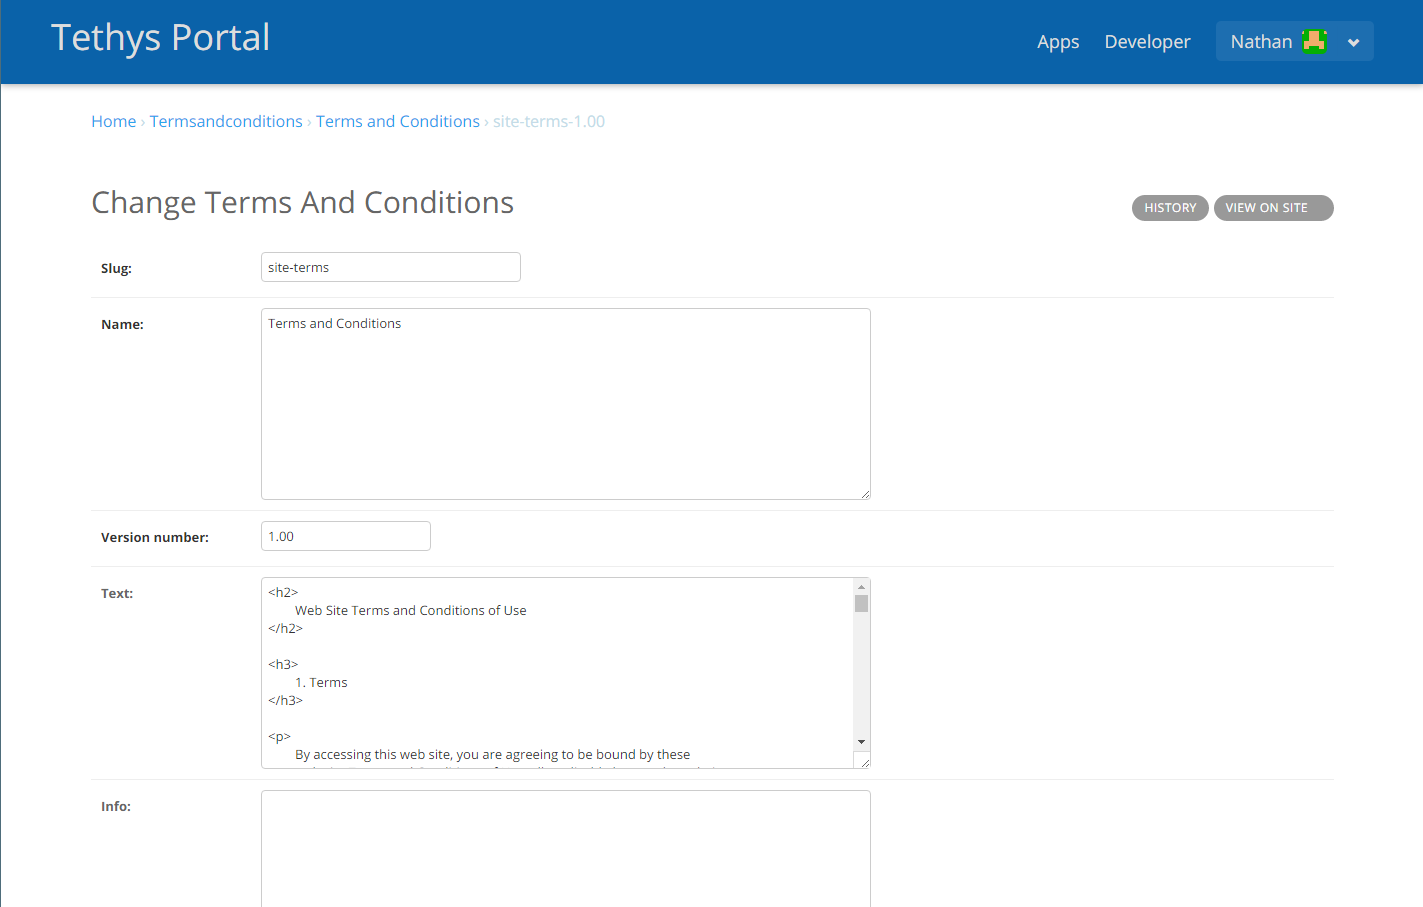 Tethys Portal
Apps Developer Nathan
Home › Termsandconditions › Terms and Conditions › site-terms-1.00
Change Terms And Conditions
HISTORY VIEW ON SITE
Slug: site-terms
Name: Terms and Conditions
Version number: 1.00
Text: <h2>
Web Site Terms and Conditions of Use
</h2>
<h3>
1. Terms
</h3>
<p>
By accessing this web site, you are agreeing to be bound by these
Info: